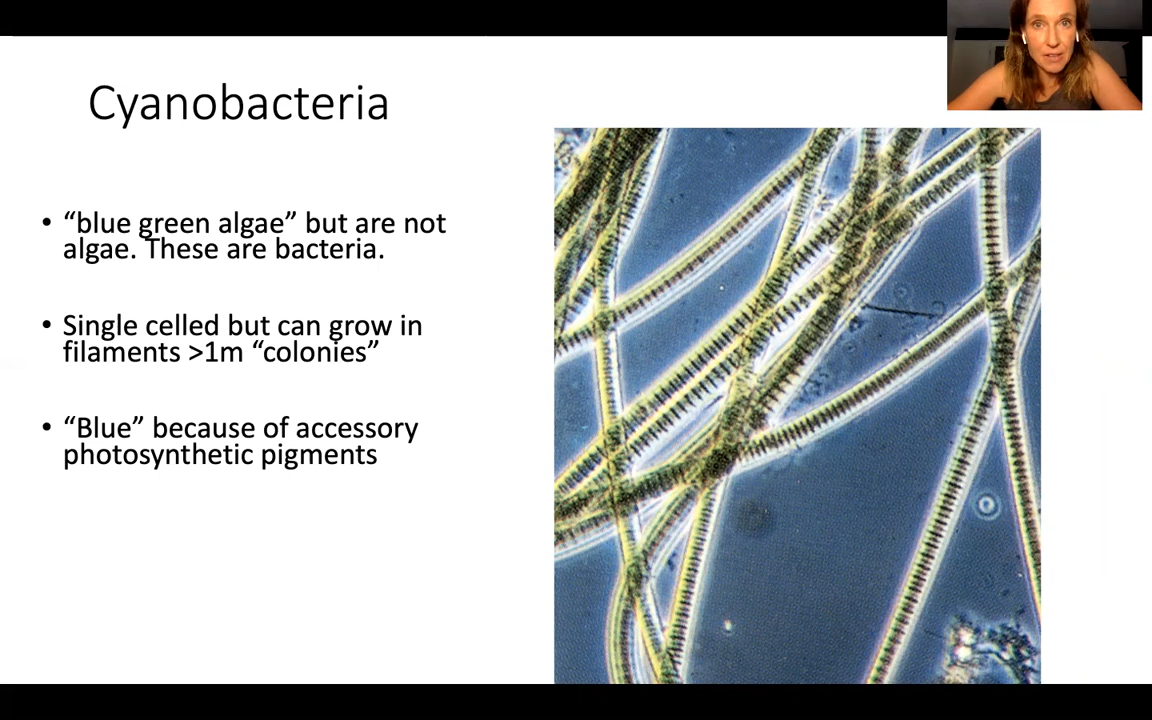 Cyanobacteria
• “blue green algae” but are not
algae. These are bacteria.
• Single celled but can grow in
filaments >1m “colonies”
• “Blue” because of accessory
photosynthetic pigments